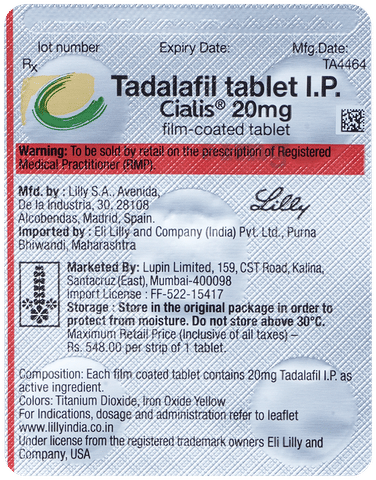 lot number Expiry Date: Mfg.Date:
Rx TA4464
Tadalafil tablet I.P.
Cialis® 20mg
film-coated tablet
Warning: To be sold by retail on the prescription of Registered
Medical Practitioner (RMP).
Mfd. by : Lilly S.A.. Avenida,
De la Industria, 30, 28108
Alcobendas, Madrid, Spain.
Lilly
Imported by : Eli Lilly and Company (India) Pvt. Ltd., Purna
Bhiwandi, Maharashtra
Marketed By: Lupin Limited, 159, CST Road, Kalina,
Santacruz(East), Mumbai-400098
Import License : FF-522-15417
Storage : Store in the original package in order to
protect from moisture. Do not store above 30°C.
Maximum Retail Price (Inclusive of all taxes) –
Rs. 548.00 per strip of 1 tablet.
Composition: Each film coated tablet contains 20mg Tadalafil I.P. as
active ingredient.
Colors: Titanium Dioxide, Iron Oxide Yellow
For Indications, dosage and administration refer to leaflet
www.lillyindia.co.in
Under license from the registered trademark owners Eli Lilly and
Company, USA